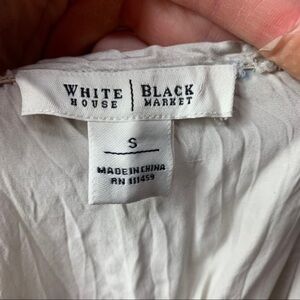 WHITE | BLACK
HOUSE | MARKET
S
MADE IN CHINA
RN 111459